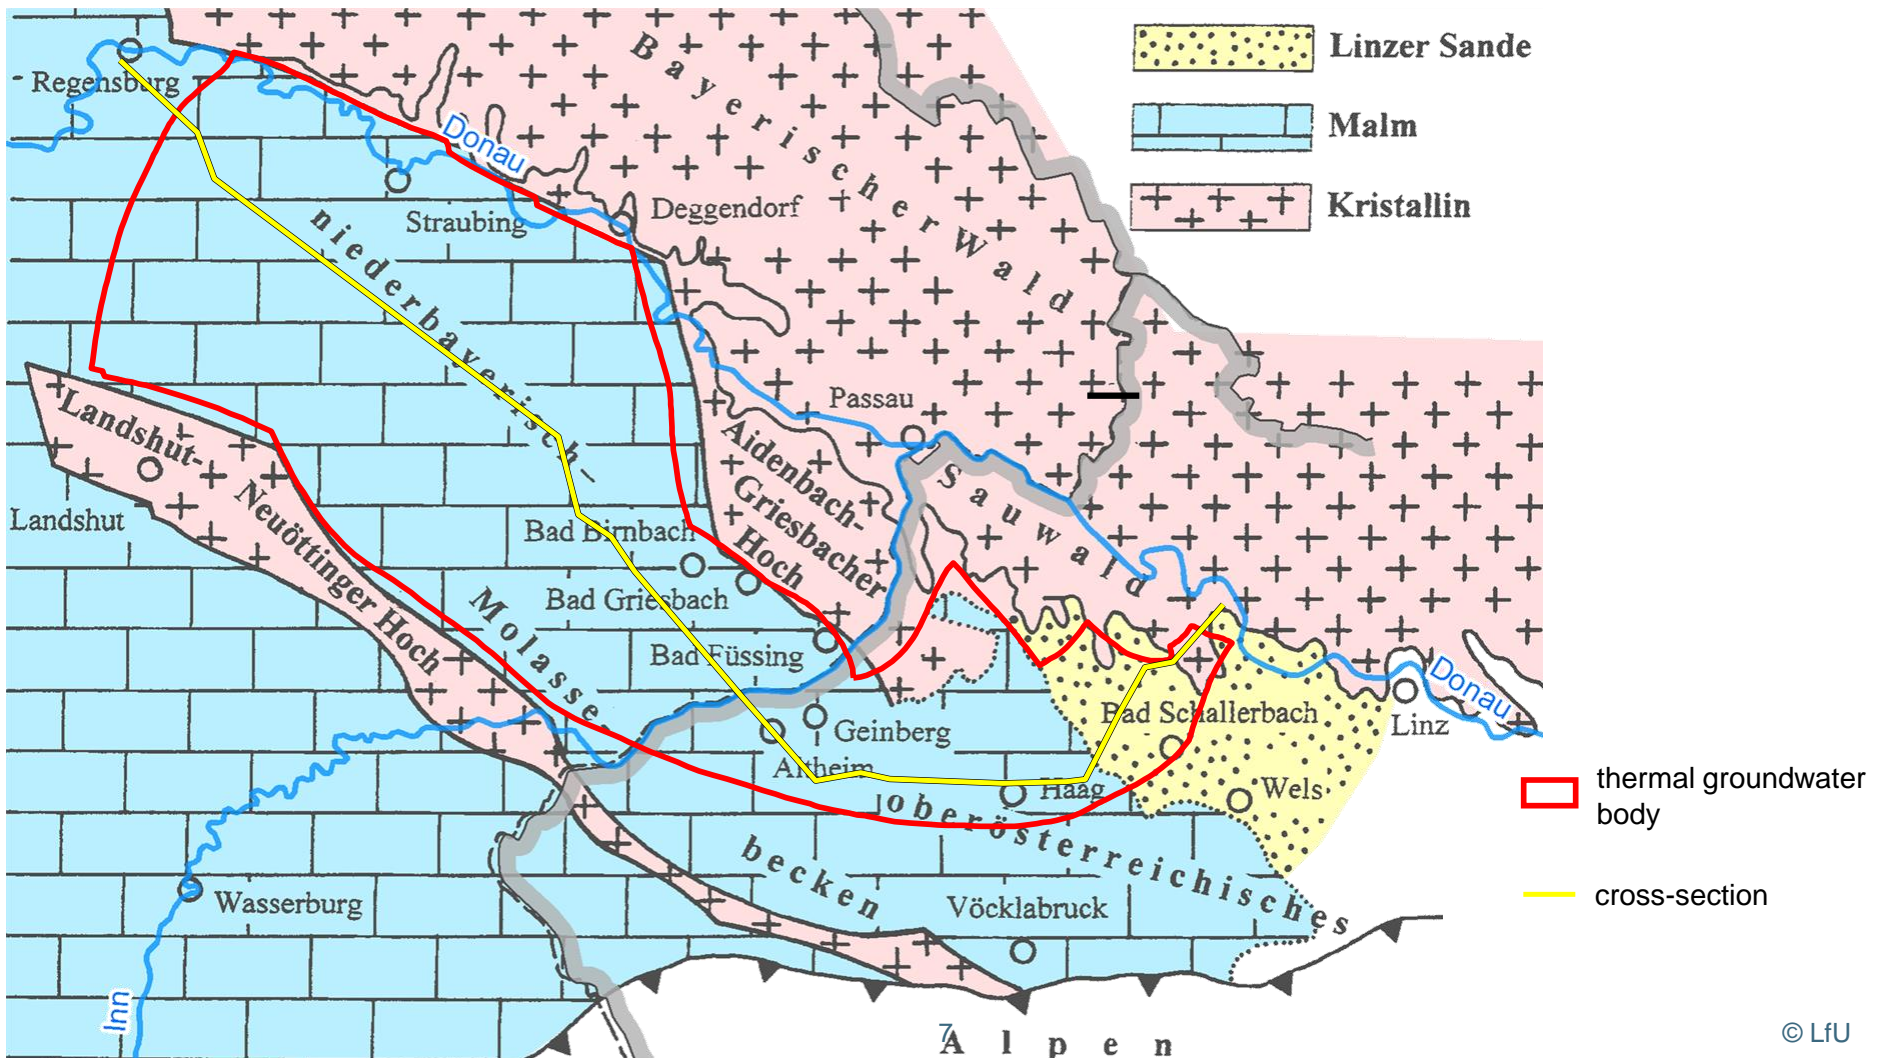 Linzer Sande
Malm
Kristallin
Bayerischer Wald
Regensburg
Donau
Straubing
Deggendorf
niederbayerisch-
Passau
Landshut-
Neuöttinger Hoch
Landshut
Aidenbach-
Griesbacher
Hoch
Sauwald
Bad Birnbach
Bad Griesbach
Bad Füssing
Molasse
Geinberg
Altheim
Haag
Bad Schallerbach
Wels
Linz
Donau
oberösterreichisches
becken
Vöcklabruck
Wasserburg
Inn
Alpen
7
thermal groundwater
body
cross-section
© LfU